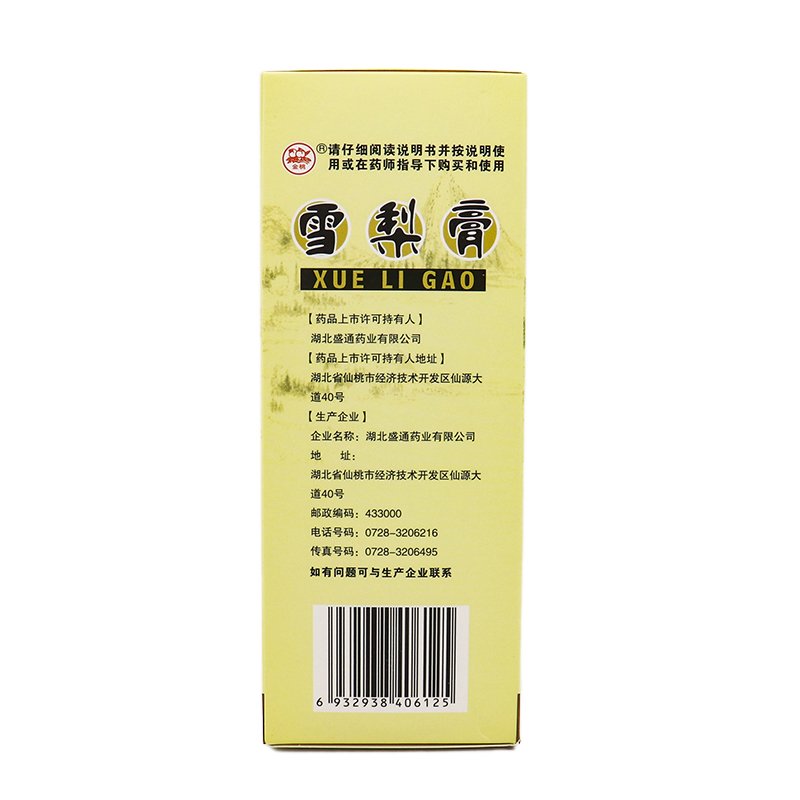 金桃
®请仔细阅读说明书并按说明使
用或在药师指导下购买和使用
雪梨膏
XUE LI GAO
【药品上市许可持有人】
湖北盛通药业有限公司
【药品上市许可持有人地址】
湖北省仙桃市经济技术开发区仙源大
道40号
【生产企业】
企业名称：湖北盛通药业有限公司
地 址：
湖北省仙桃市经济技术开发区仙源大
道40号
邮政编码：433000
电话号码：0728-3206216
传真号码：0728-3206495
如有问题可与生产企业联系
6 932938 406125